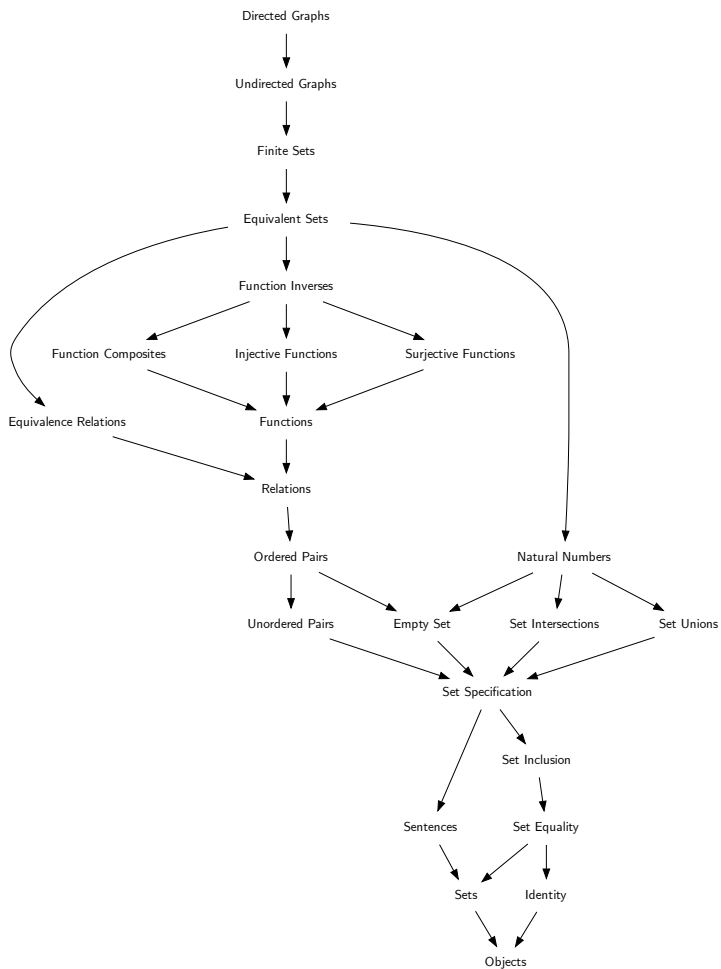 Directed Graphs
Undirected Graphs
Finite Sets
Equivalent Sets
Function Inverses
Function Composites
Injective Functions
Surjective Functions
Equivalence Relations
Functions
Relations
Ordered Pairs
Natural Numbers
Unordered Pairs
Empty Set
Set Intersections
Set Unions
Set Specification
Set Inclusion
Sentences
Set Equality
Sets
Identity
Objects